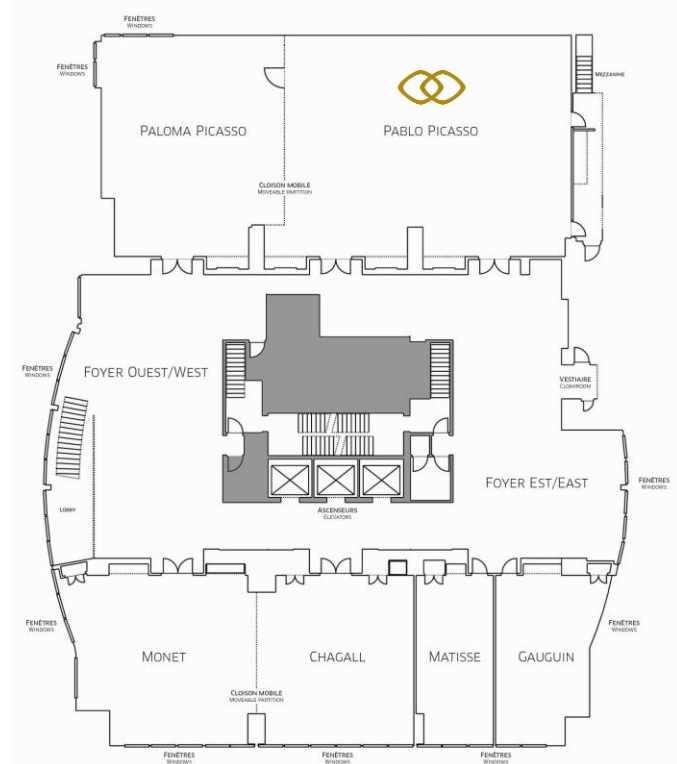 FENÊTRES
WINDOWS
FENÊTRES
WINDOWS
MEZZANINE
PALOMA PICASSO
PABLO PICASSO
CLOISON MOBILE
MOVEABLE PARTITION
FENÊTRES
WINDOWS
FOYER OUEST/WEST
VESTIAIRE
CLOAKROOM
FOYER EST/EAST
FENÊTRES
WINDOWS
LOBBY
ASCENSEURS
ELEVATORS
FENÊTRES
WINDOWS
FENÊTRES
WINDOWS
MONET
CHAGALL
MATISSE
GAUGUIN
CLOISON MOBILE
MOVEABLE PARTITION
FENÊTRES
WINDOWS
FENÊTRES
WINDOWS
FENÊTRES
WINDOWS